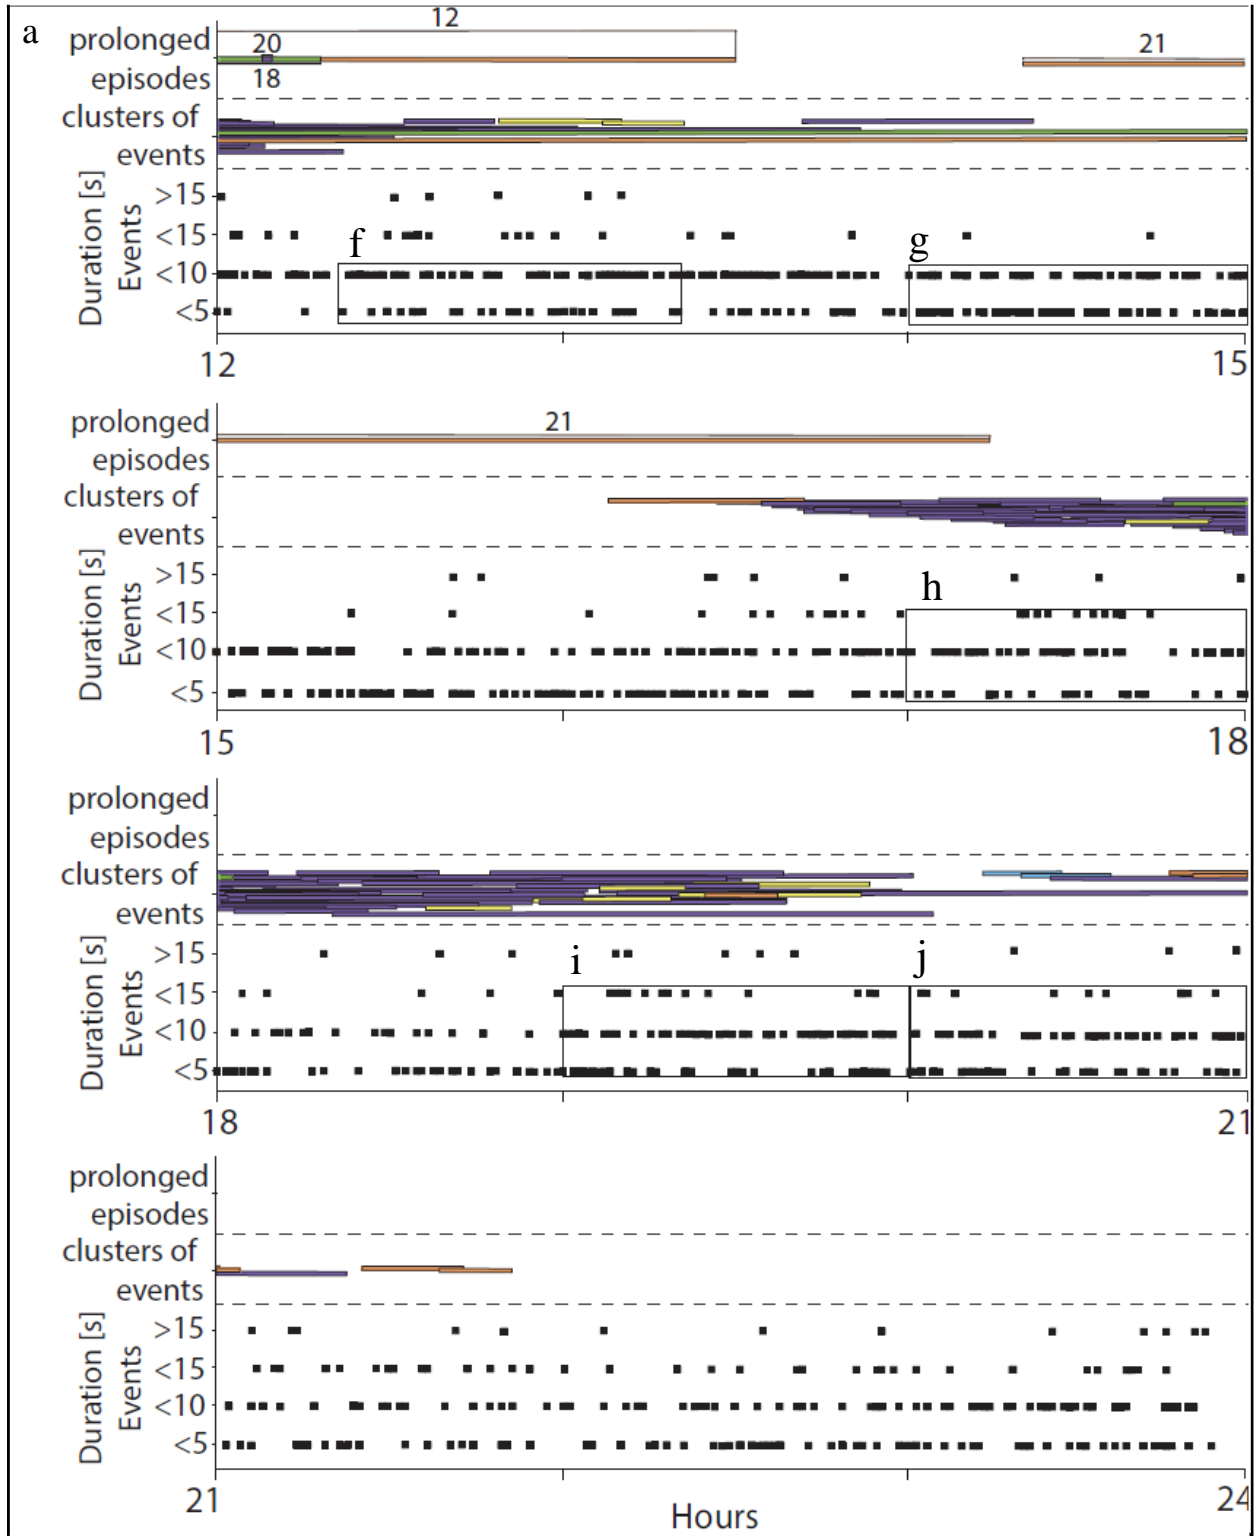 a
12
prolonged
20
21
episodes
18
clusters of
events
Duration [s]
Events
>15
<15
f
g
<10
<5
12
15
prolonged
21
episodes
clusters of
events
Duration [s]
Events
>15
h
<15
<10
<5
15
18
prolonged
episodes
clusters of
events
Duration [s]
Events
>15
i
j
<15
<10
<5
18
21
prolonged
episodes
clusters of
events
Duration [s]
Events
>15
<15
<10
<5
21
24
Hours